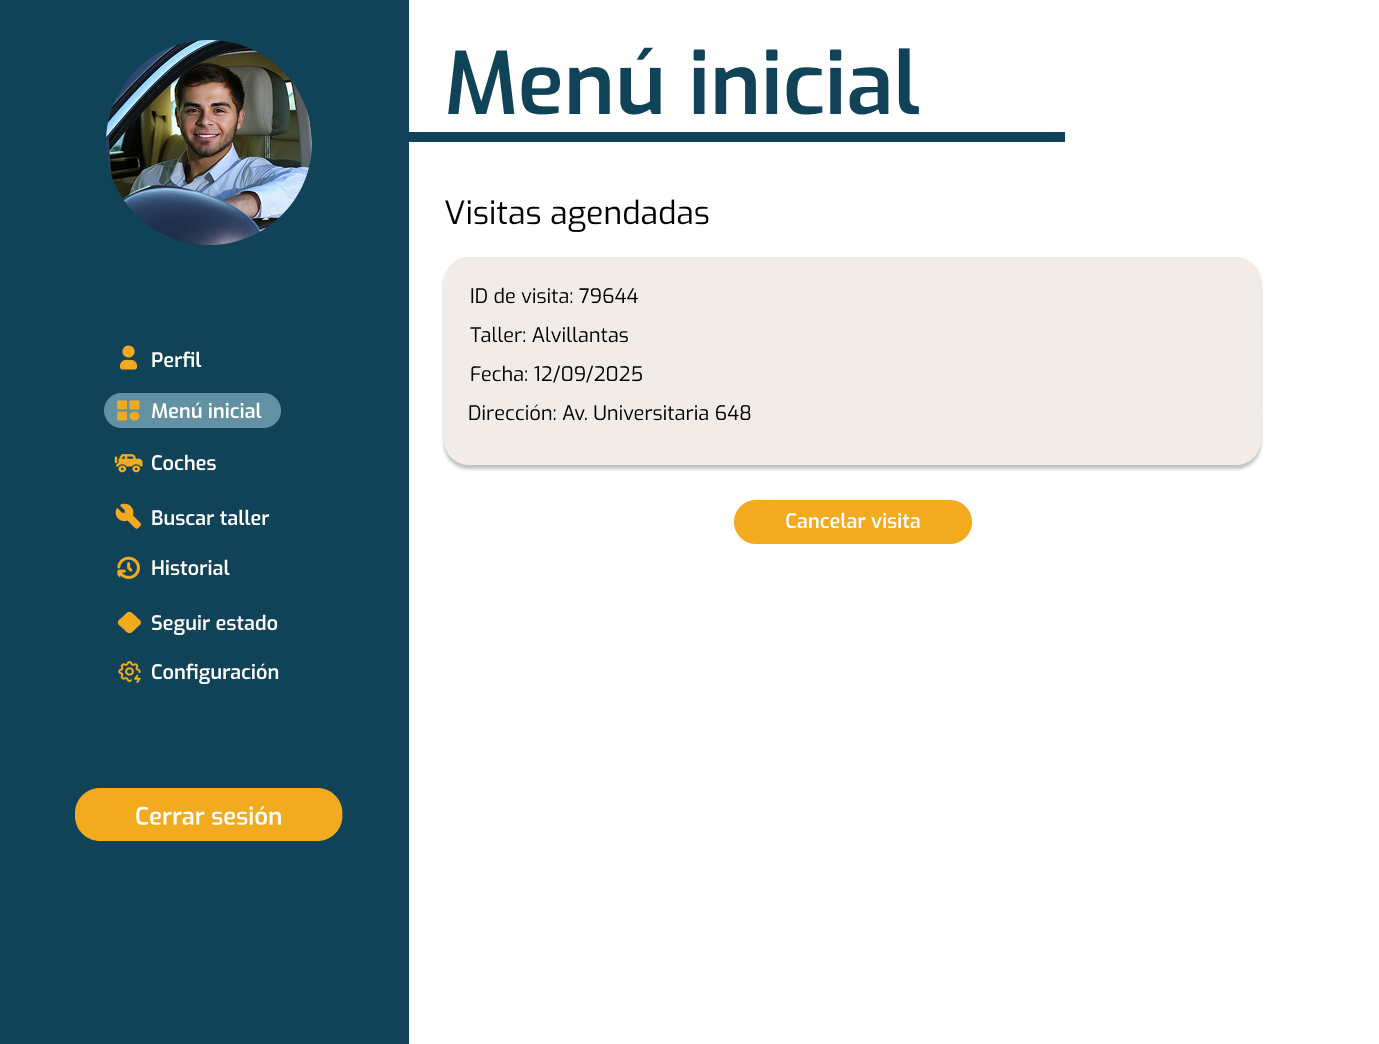 Menú inicial
Visitas agendadas
ID de visita: 79644
Taller: Alvillantas
Fecha: 12/09/2025
Dirección: Av. Universitaria 648
Cancelar visita
Perfil
Menú inicial
Coches
Buscar taller
Historial
Seguir estado
Configuración
Cerrar sesión